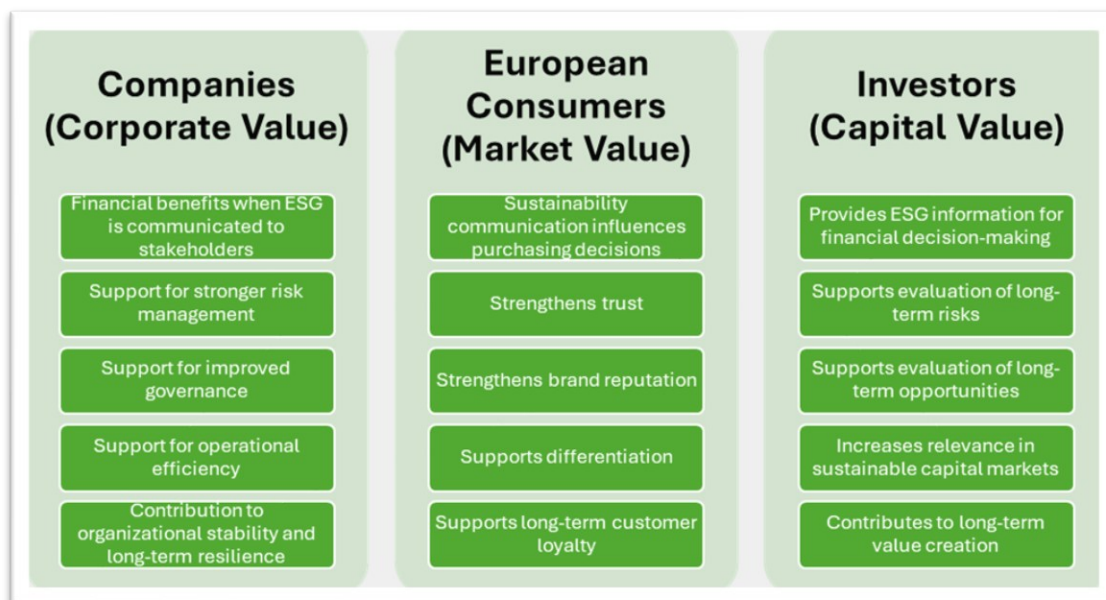 Companies
(Corporate Value)
Financial benefits when ESG
is communicated to
stakeholders
Support for stronger risk
management
Support for improved
governance
Support for operational
efficiency
Contribution to
organizational stability and
long-term resilience
European
Consumers
(Market Value)
Sustainability
communication influences
purchasing decisions
Strengthens trust
Strengthens brand reputation
Supports differentiation
Supports long-term customer
loyalty
Investors
(Capital Value)
Provides ESG information for
financial decision-making
Supports evaluation of long-
term risks
Supports evaluation of long-
term opportunities
Increases relevance in
sustainable capital markets
Contributes to long-term
value creation